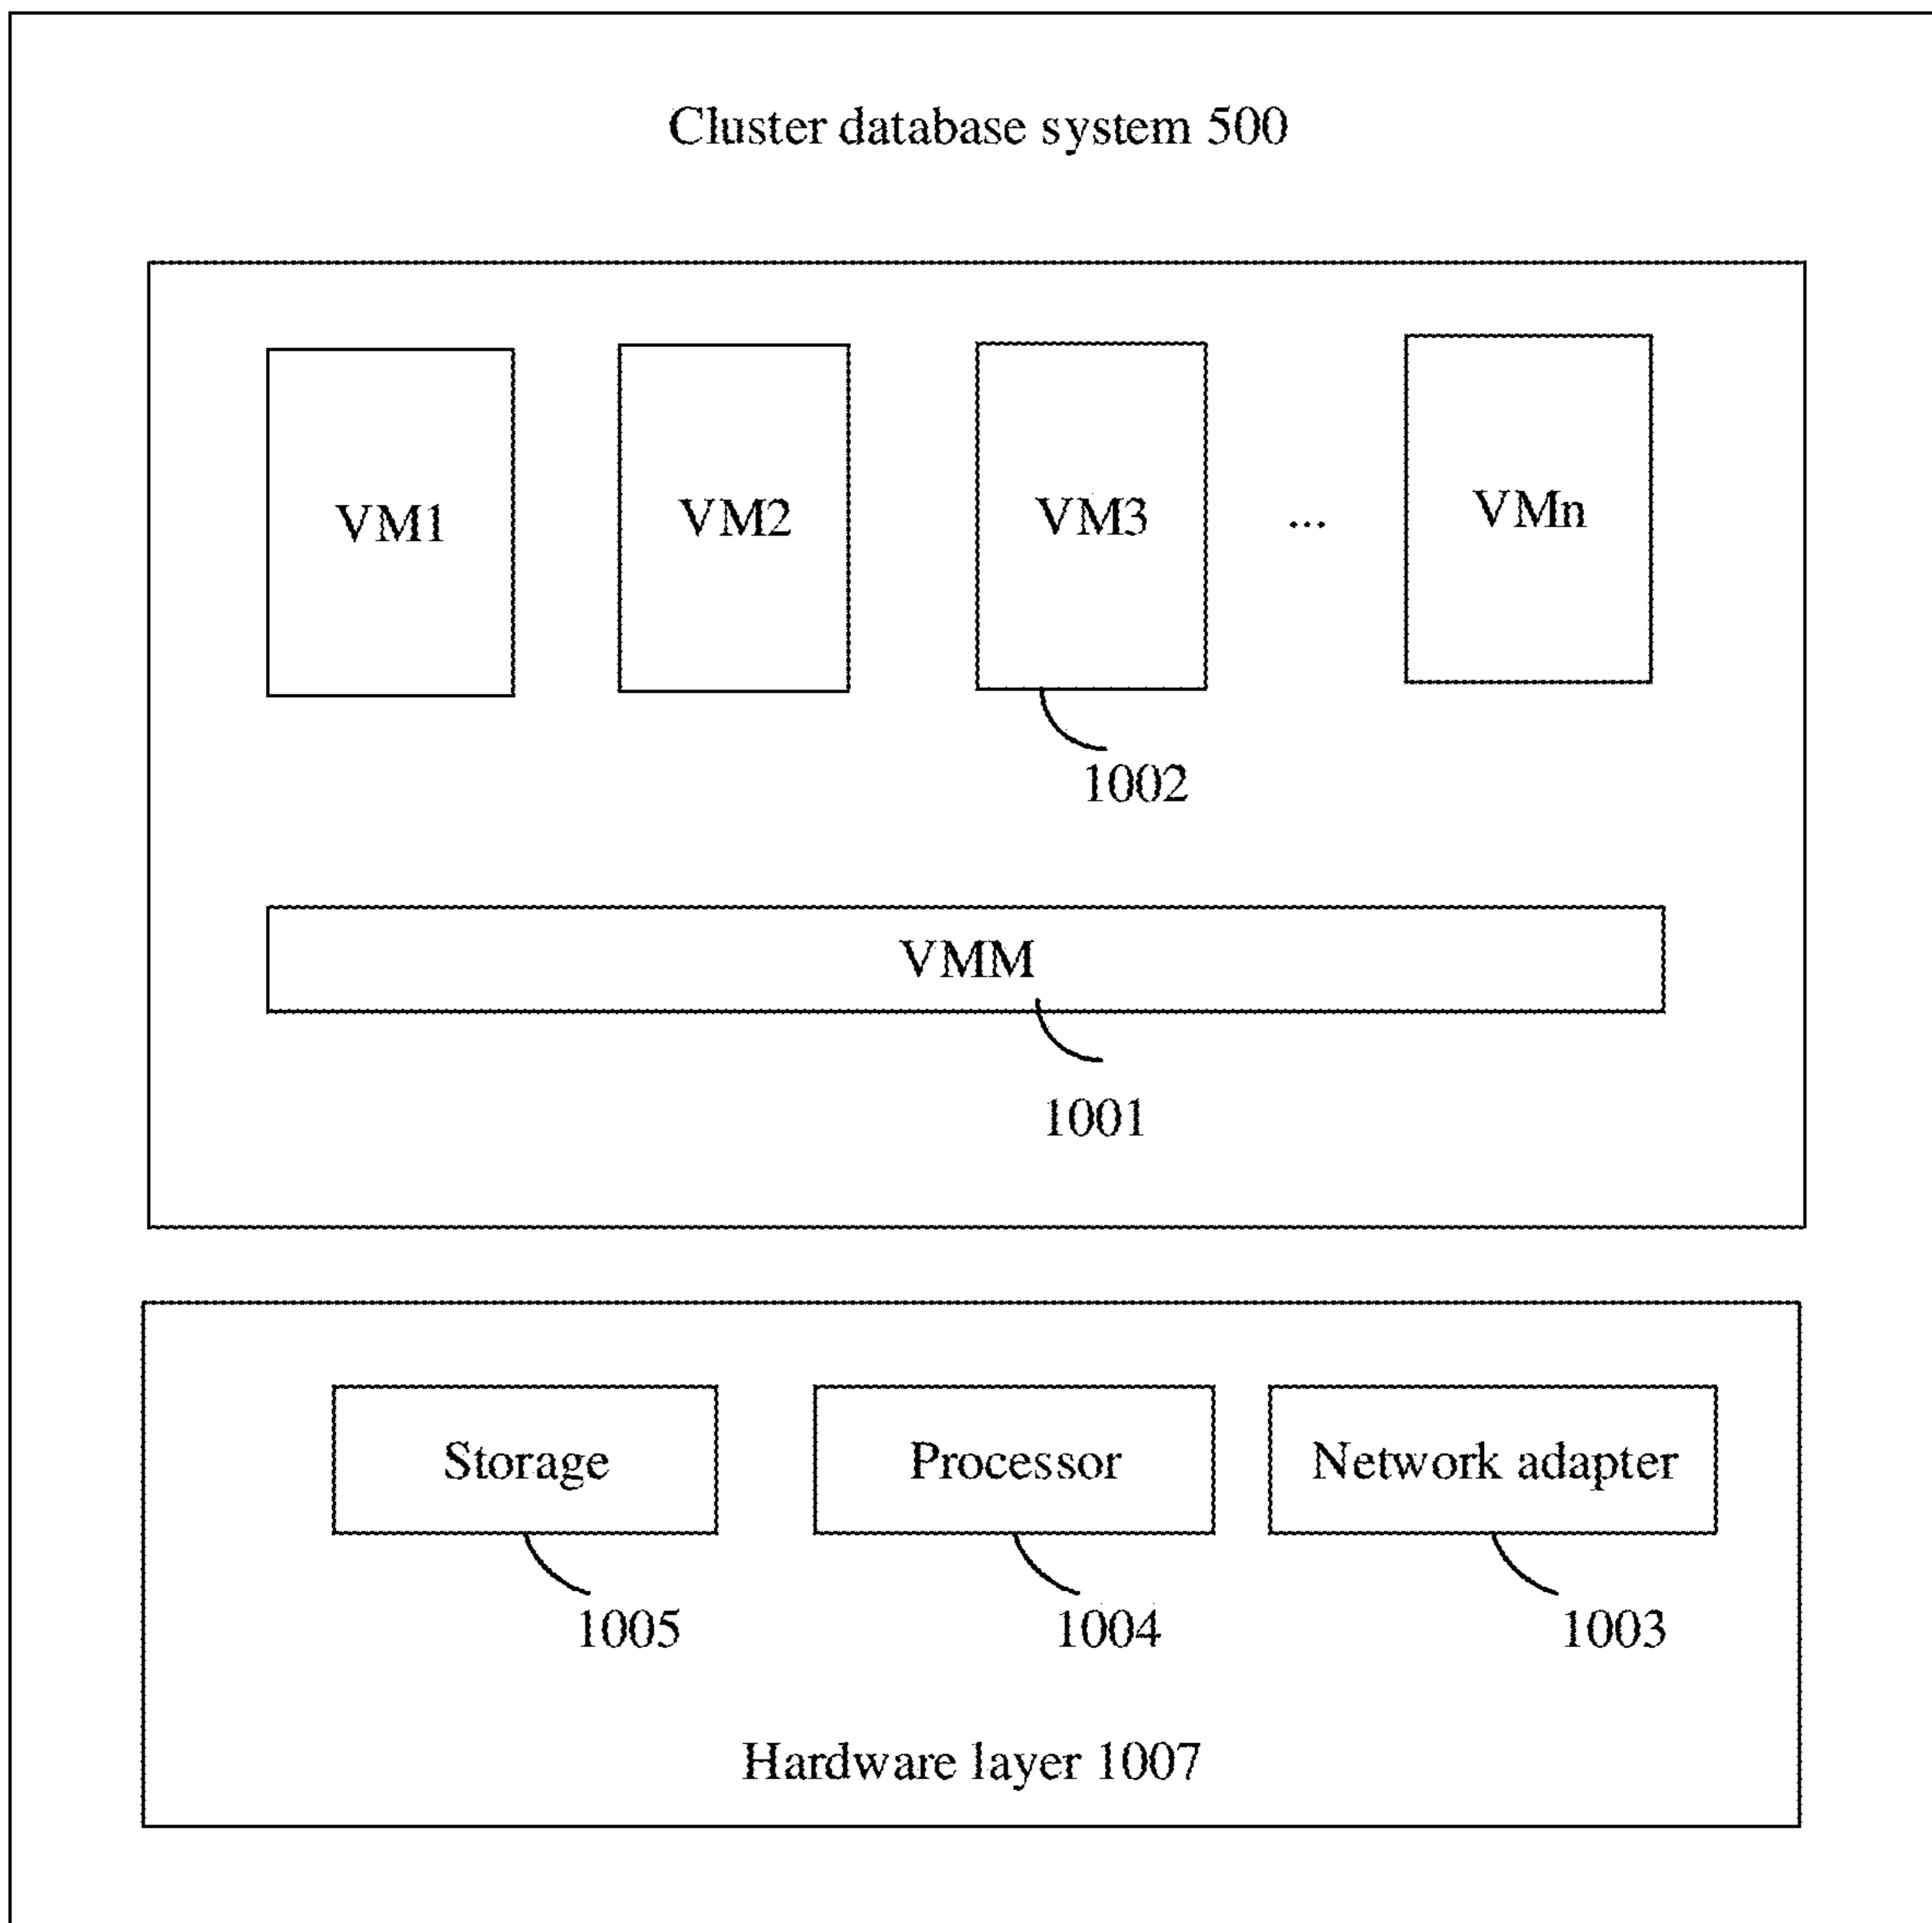 Cluster database system 500
VM1 VM2 VM3 ... VMn
1002
VMM
1001
Storage Processor Network adapter
1005 1004 1003
Hardware layer 1007